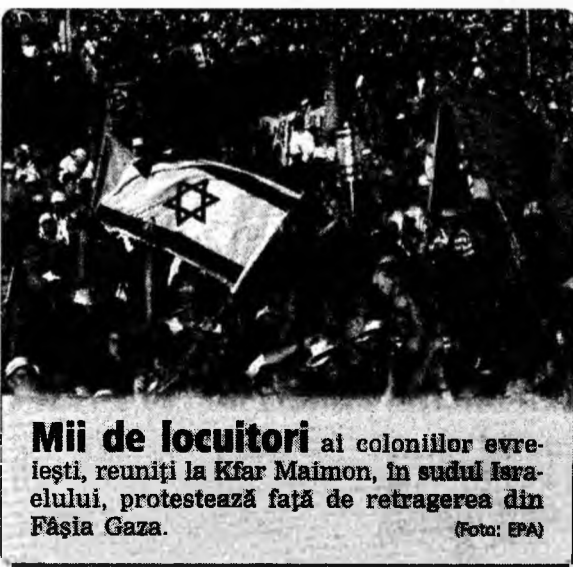 Mii de locuitori ai coloniilor evre-
iești, reuniți la Kfar Maimon, în sudul Isra-
elului, protestează față de retragerea din
Fâșia Gaza. (Foto: EPA)